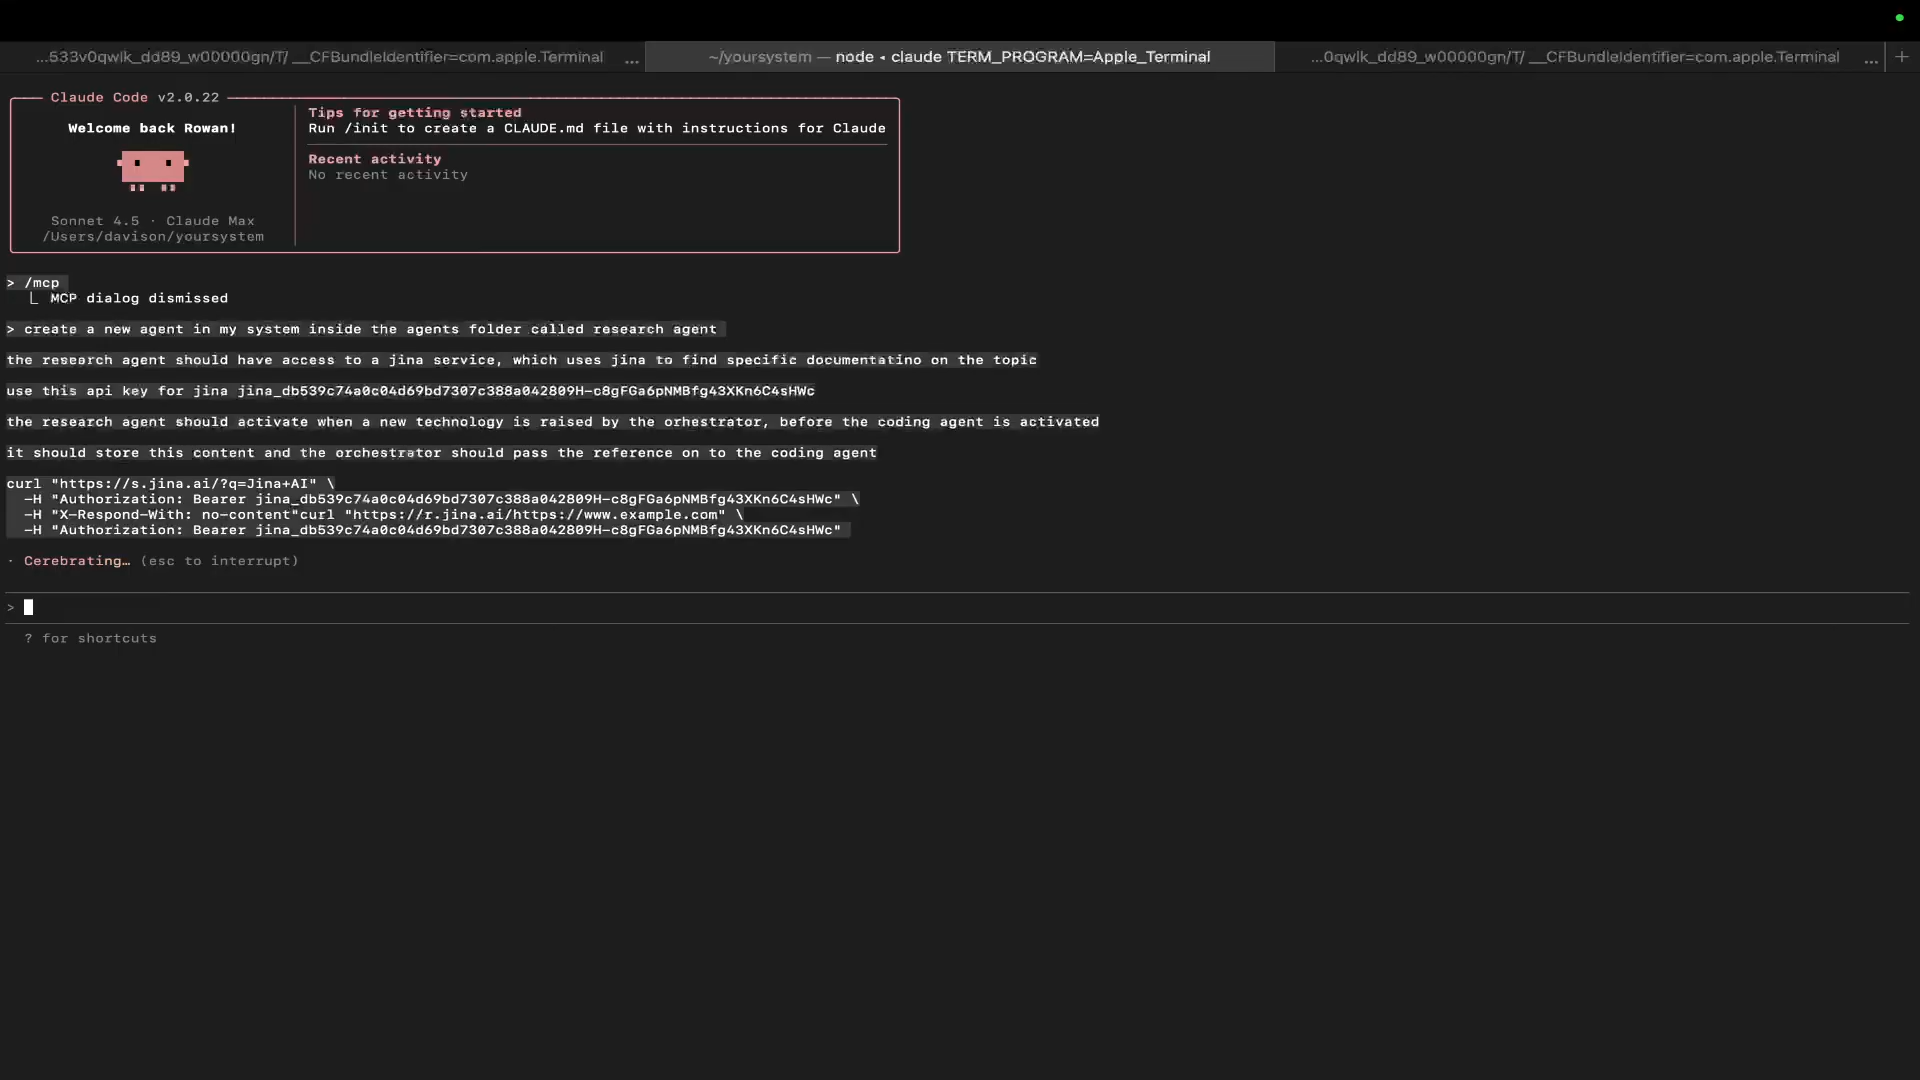 ...533v0qwlk_dd89_w00000gn/T/ __CFBundleIdentifier=com.apple.Terminal ...
~/yoursystem — node ◂ claude TERM_PROGRAM=Apple_Terminal
...0qwlk_dd89_w00000gn/T/ __CFBundleIdentifier=com.apple.Terminal ... +
Claude Code v2.0.22
Welcome back Rowan!
Sonnet 4.5 · Claude Max
/Users/davison/yoursystem
Tips for getting started
Run /init to create a CLAUDE.md file with instructions for Claude
Recent activity
No recent activity
> /mcp
⎿ MCP dialog dismissed
> create a new agent in my system inside the agents folder called research agent
the research agent should have access to a jina service, which uses jina to find specific documentatino on the topic
use this api key for jina jina_db539c74a0c04d69bd7307c388a042809H-c8gFGa6pNMBfg43XKn6C4sHWc
the research agent should activate when a new technology is raised by the orhestrator, before the coding agent is activated
it should store this content and the orchestrator should pass the reference on to the coding agent
curl "https://s.jina.ai/?q=Jina+AI" \
-H "Authorization: Bearer jina_db539c74a0c04d69bd7307c388a042809H-c8gFGa6pNMBfg43XKn6C4sHWc" \
-H "X-Respond-With: no-content"curl "https://r.jina.ai/https://www.example.com" \
-H "Authorization: Bearer jina_db539c74a0c04d69bd7307c388a042809H-c8gFGa6pNMBfg43XKn6C4sHWc"
· Cerebrating… (esc to interrupt)
>
? for shortcuts